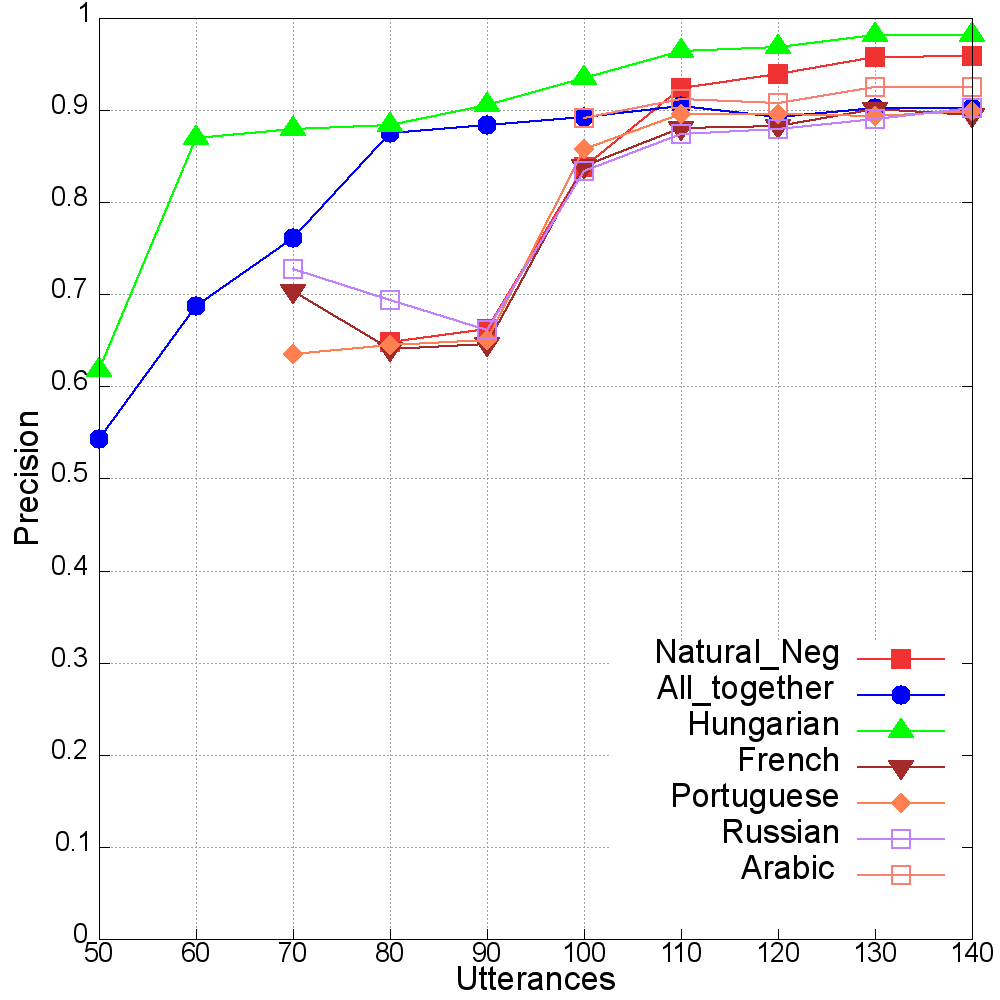 1
0.9
0.8
0.7
0.6
0.5
0.4
0.3
0.2
0.1
0
Precision
Natural_Neg
All_together
Hungarian
French
Portuguese
Russian
Arabic
50 60 70 80 90 100 110 120 130 140
Utterances